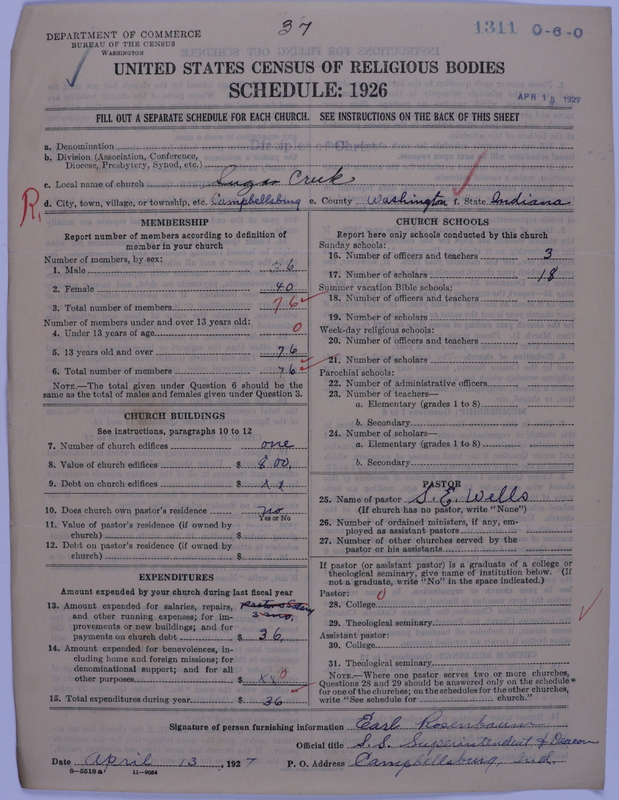 37
1311 0-6-0
DEPARTMENT OF COMMERCE
BUREAU OF THE CENSUS
WASHINGTON
UNITED STATES CENSUS OF RELIGIOUS BODIES
SCHEDULE: 1926
APR 15 1927
FILL OUT A SEPARATE SCHEDULE FOR EACH CHURCH. SEE INSTRUCTIONS ON THE BACK OF THIS SHEET
a. Denomination Disciples of Christ
b. Division (Association, Conference,
Diocese, Presbytery, Synod, etc.)
c. Local name of church Sugar Creek
R. d. City, town, village, or township, etc. Campbellsburg e. County Washington f. State Indiana
MEMBERSHIP
Report number of members according to definition of
member in your church
Number of members, by sex:
1. Male 36
2. Female 40
3. Total number of members 76
Number of members under and over 13 years old:
4. Under 13 years of age 0
5. 13 years old and over 76
6. Total number of members 76
NOTE.—The total given under Question 6 should be the
same as the total of males and females given under Question 3.
CHURCH BUILDINGS
See instructions, paragraphs 10 to 12
7. Number of church edifices one
8. Value of church edifices $ 800.
9. Debt on church edifices $ xx
10. Does church own pastor's residence no
Yes or No
11. Value of pastor's residence (if owned by
church) $
12. Debt on pastor's residence (if owned by
church) $
EXPENDITURES
Amount expended by your church during last fiscal year
13. Amount expended for salaries, repairs, Pastors Salary
and other running expenses; for im- 3 mo.
provements or new buildings; and for
payments on church debt $ 36.
14. Amount expended for benevolences, in-
cluding home and foreign missions; for
denominational support; and for all
other purposes $ xx 0
15. Total expenditures during year $ 36
CHURCH SCHOOLS
Report here only schools conducted by this church
Sunday schools:
16. Number of officers and teachers 3
17. Number of scholars 18
Summer vacation Bible schools:
18. Number of officers and teachers
19. Number of scholars
Week-day religious schools:
20. Number of officers and teachers
21. Number of scholars
Parochial schools:
22. Number of administrative officers
23. Number of teachers—
a. Elementary (grades 1 to 8)
b. Secondary
24. Number of scholars—
a. Elementary (grades 1 to 8)
b. Secondary
PASTOR
25. Name of pastor S. E. Wells
(If church has no pastor, write "None")
26. Number of ordained ministers, if any, em-
ployed as assistant pastors
27. Number of other churches served by the
pastor or his assistants
If pastor (or assistant pastor) is a graduate of a college or
theological seminary, give name of institution below. (If
not a graduate, write "No" in the space indicated.)
Pastor: 0
28. College
29. Theological seminary
Assistant pastor:
30. College
31. Theological seminary
NOTE.—Where one pastor serves two or more churches,
Questions 28 and 29 should be answered only on the schedule
for one of the churches; on the schedules for the other churches,
write "See schedule for church."
Signature of person furnishing information Earl Rosenbaum
Official title S.S. Superintendent & Deacon
Date April 13, 1927 P. O. Address Campbellsburg, Ind.
8-5518a 11-9084